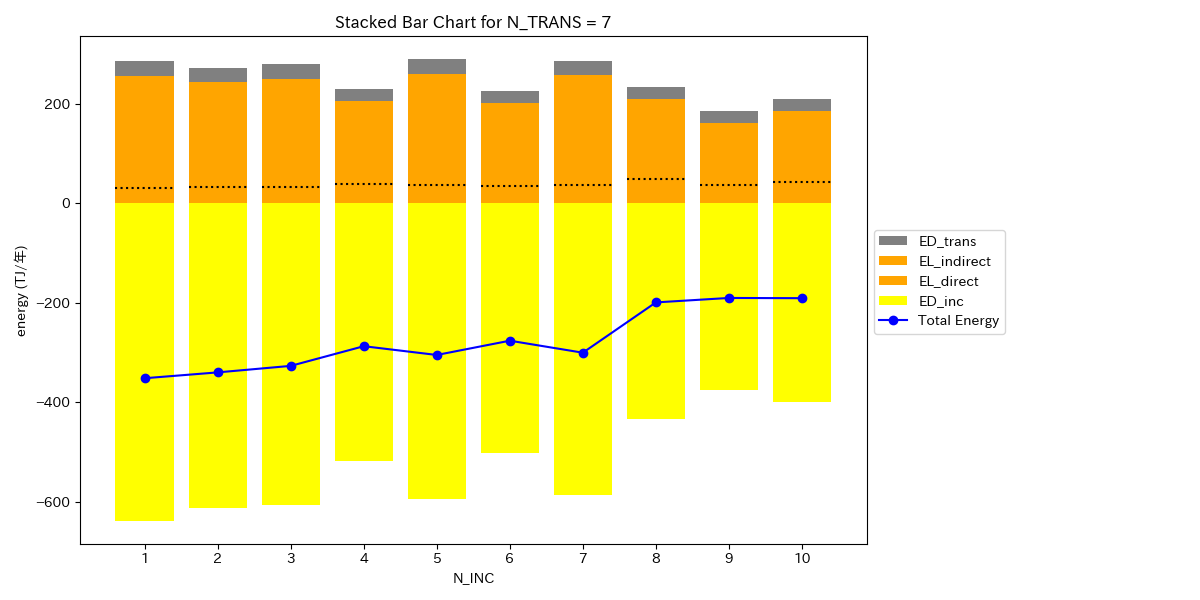 Stacked Bar Chart for N_TRANS = 7
energy (TJ/年)
200
0
−200
−400
−600
1 2 3 4 5 6 7 8 9 10
N_INC
ED_trans
EL_indirect
EL_direct
ED_inc
Total Energy